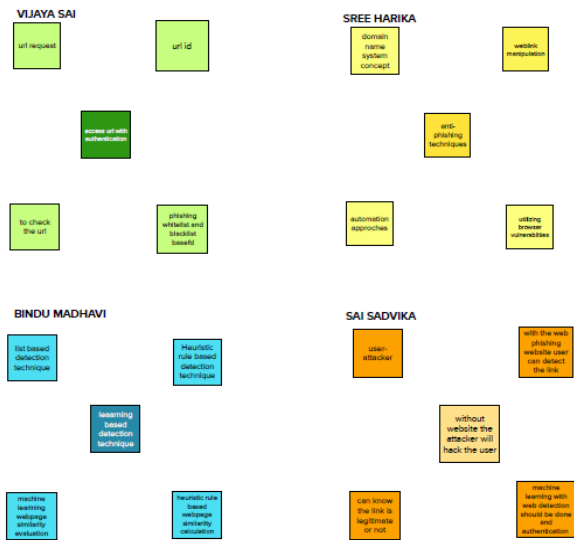 VIJAYA SAI
url request
url id
access url with
authentication
to check
the url
phishing
whitelist and
blacklist
basefd
SREE HARIKA
domain
name
system
concept
weblink
manipulation
anti-
phishing
techniques
automation
approches
utilizing
browser
vulnerabilities
BINDU MADHAVI
list based
detection
technique
Heuristic
rule based
detection
technique
learning
based
detection
technique
machine
learning
webpage
similarity
evaluation
heuristic rule
based
webpage
similarity
calculation
SAI SADVIKA
user-
attacker
with the web
phishing
website user
can detect
the link
without
website the
attacker will
hack the user
can know
the link is
legitimate
or not
machine
learning with
web detection
should be done
and
authentication